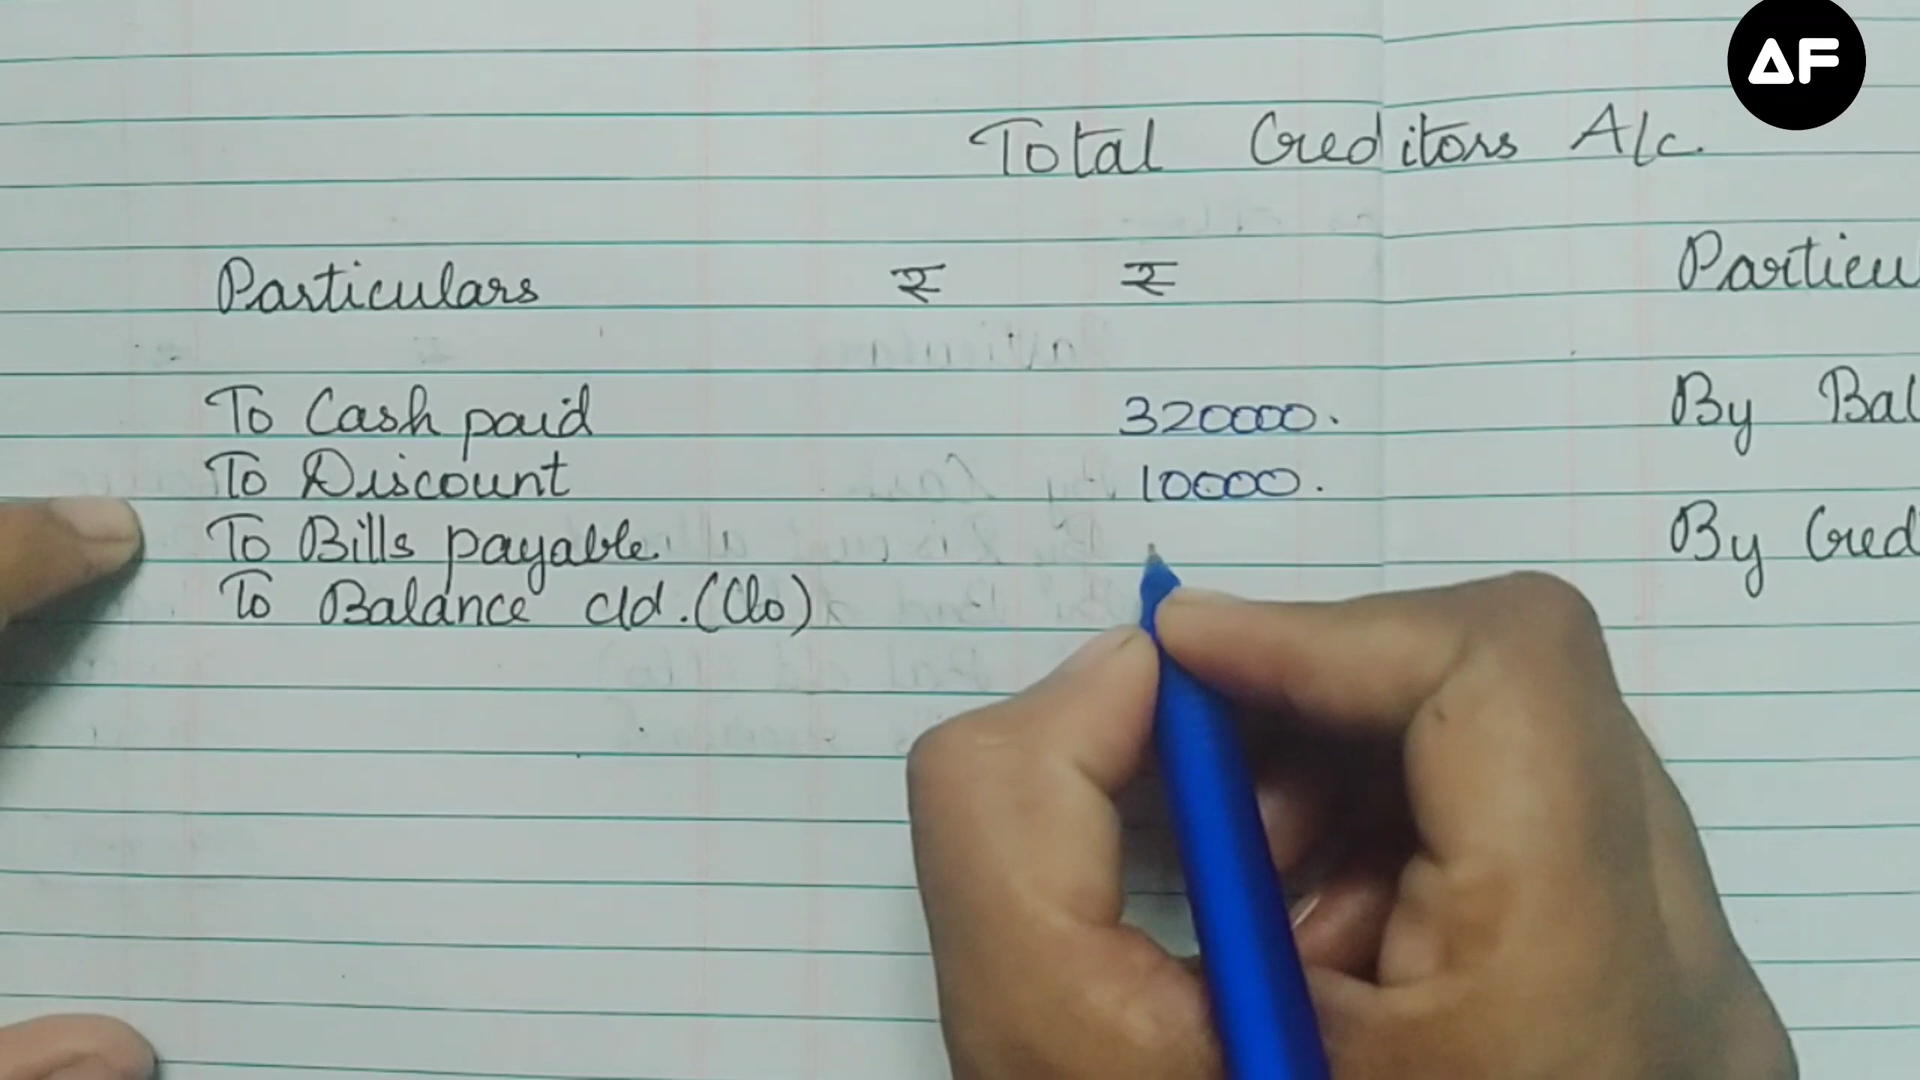 AF
Total Creditors A/c.
Particulars ₹ ₹ Particu
To Cash paid 320000. By Bal
To Discount 10000.
To Bills payable. By Cred
To Balance c/d.(Clo)